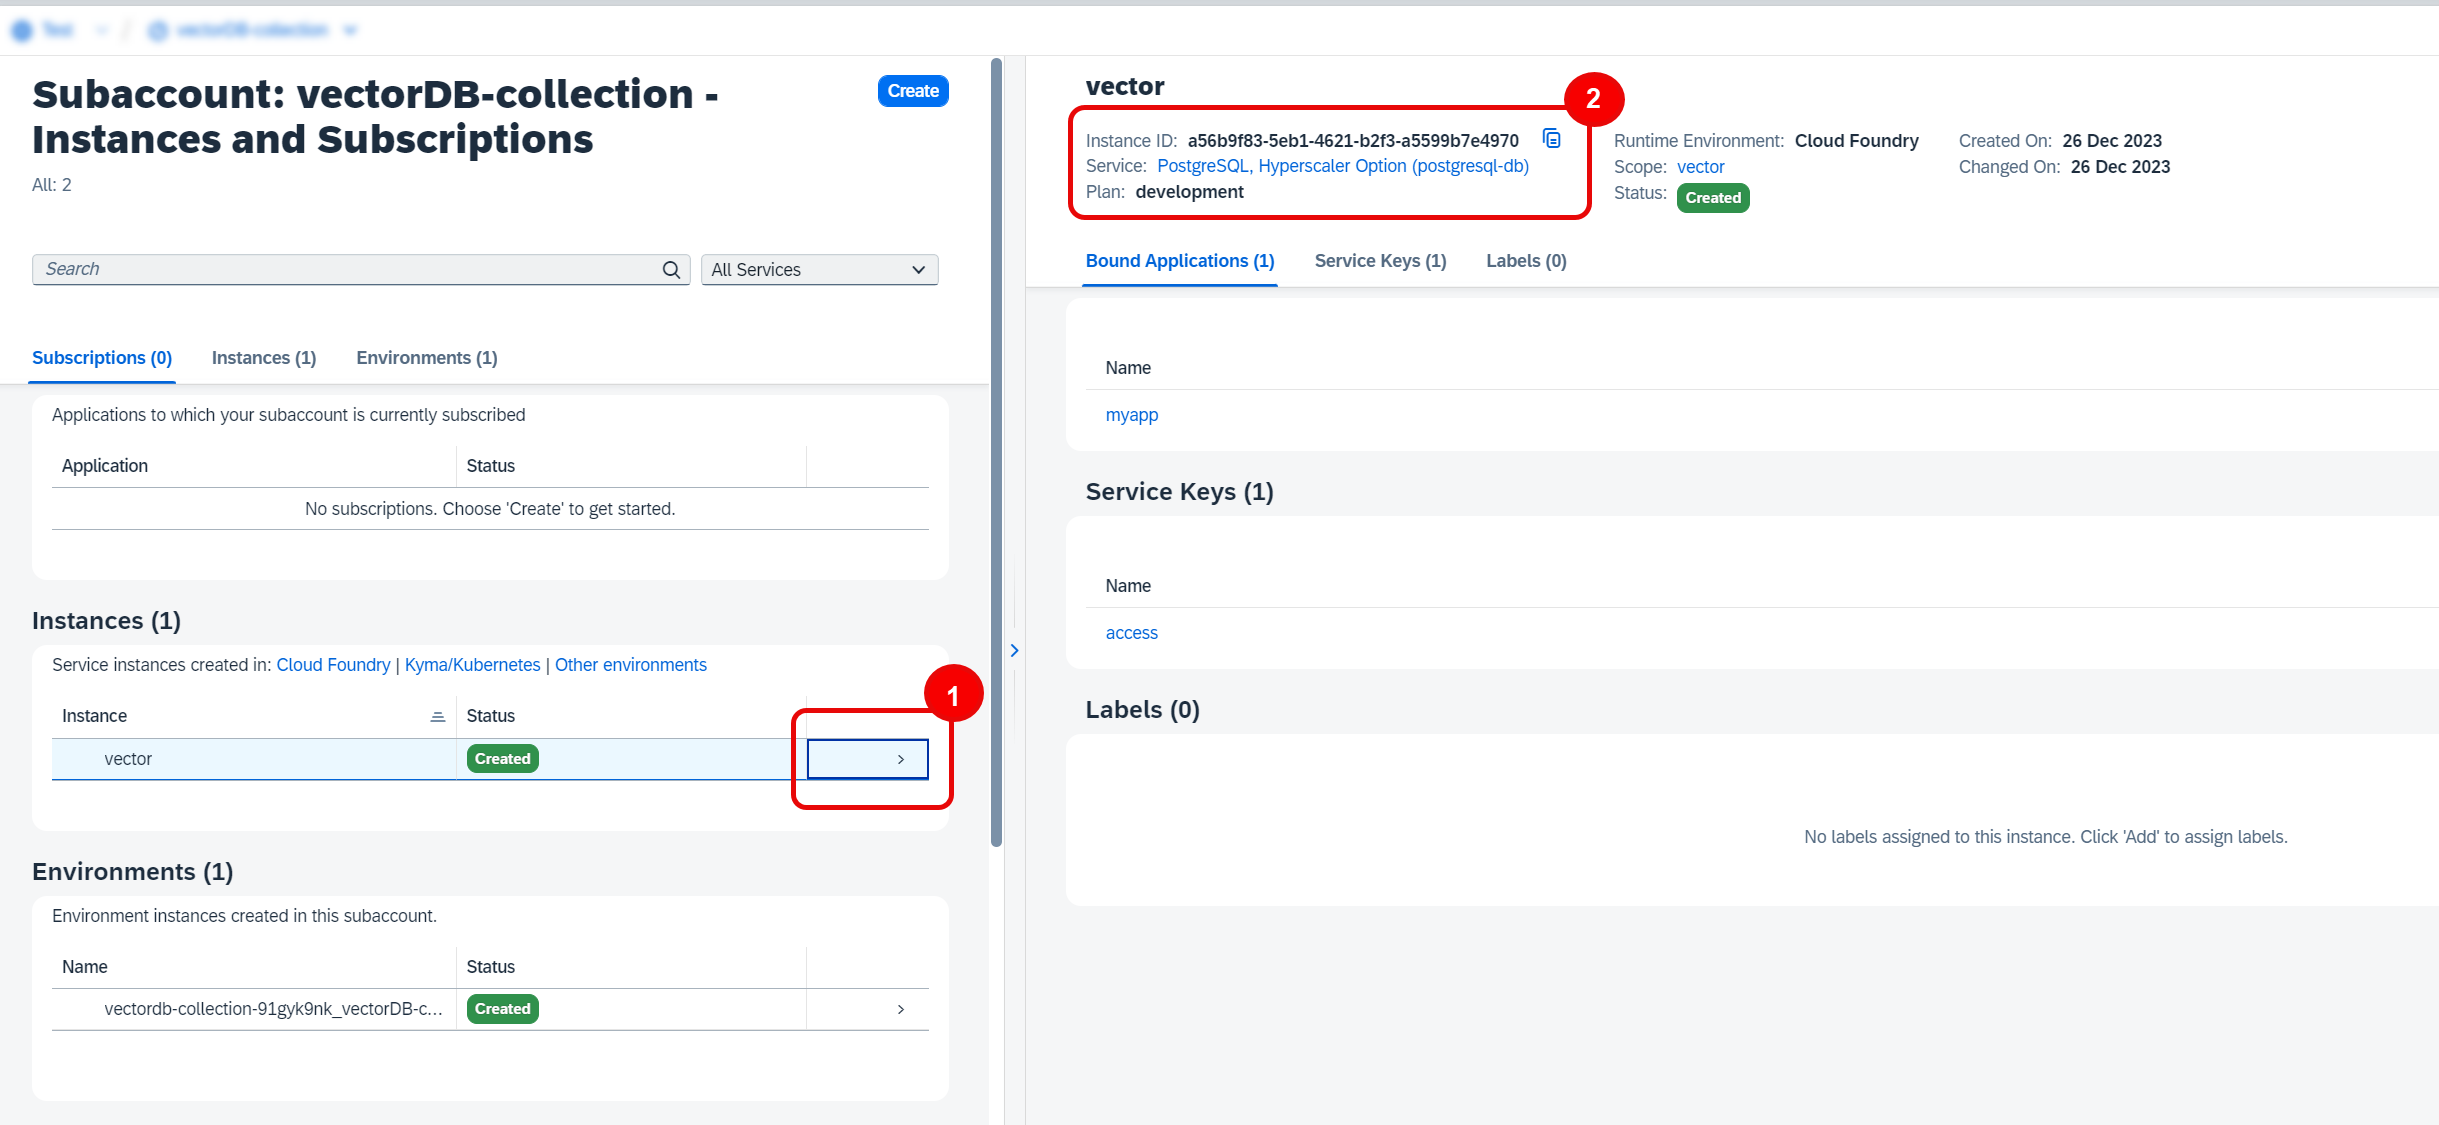 Test / vectorDB-collection
Subaccount: vectorDB-collection -
Instances and Subscriptions
Create
All: 2
Search
All Services
Subscriptions (0) Instances (1) Environments (1)
Applications to which your subaccount is currently subscribed
Application Status
No subscriptions. Choose 'Create' to get started.
Instances (1)
Service instances created in: Cloud Foundry | Kyma/Kubernetes | Other environments
1
Instance Status
vector Created
Environments (1)
Environment instances created in this subaccount.
Name Status
vectordb-collection-91gyk9nk_vectorDB-c... Created
vector
2
Instance ID: a56b9f83-5eb1-4621-b2f3-a5599b7e4970
Service: PostgreSQL, Hyperscaler Option (postgresql-db)
Plan: development
Runtime Environment: Cloud Foundry
Scope: vector
Status: Created
Created On: 26 Dec 2023
Changed On: 26 Dec 2023
Bound Applications (1) Service Keys (1) Labels (0)
Name
myapp
Service Keys (1)
Name
access
Labels (0)
No labels assigned to this instance. Click 'Add' to assign labels.